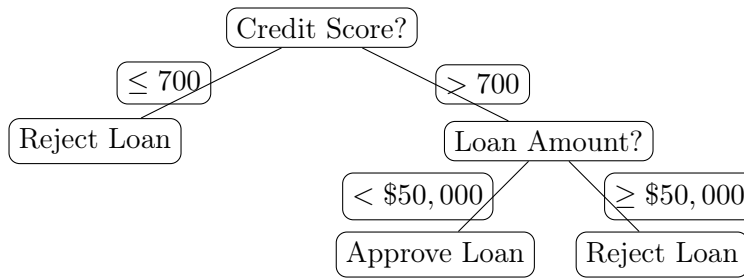 Credit Score?
≤ 700
> 700
Reject Loan
Loan Amount?
< $50, 000
≥ $50, 000
Approve Loan
Reject Loan